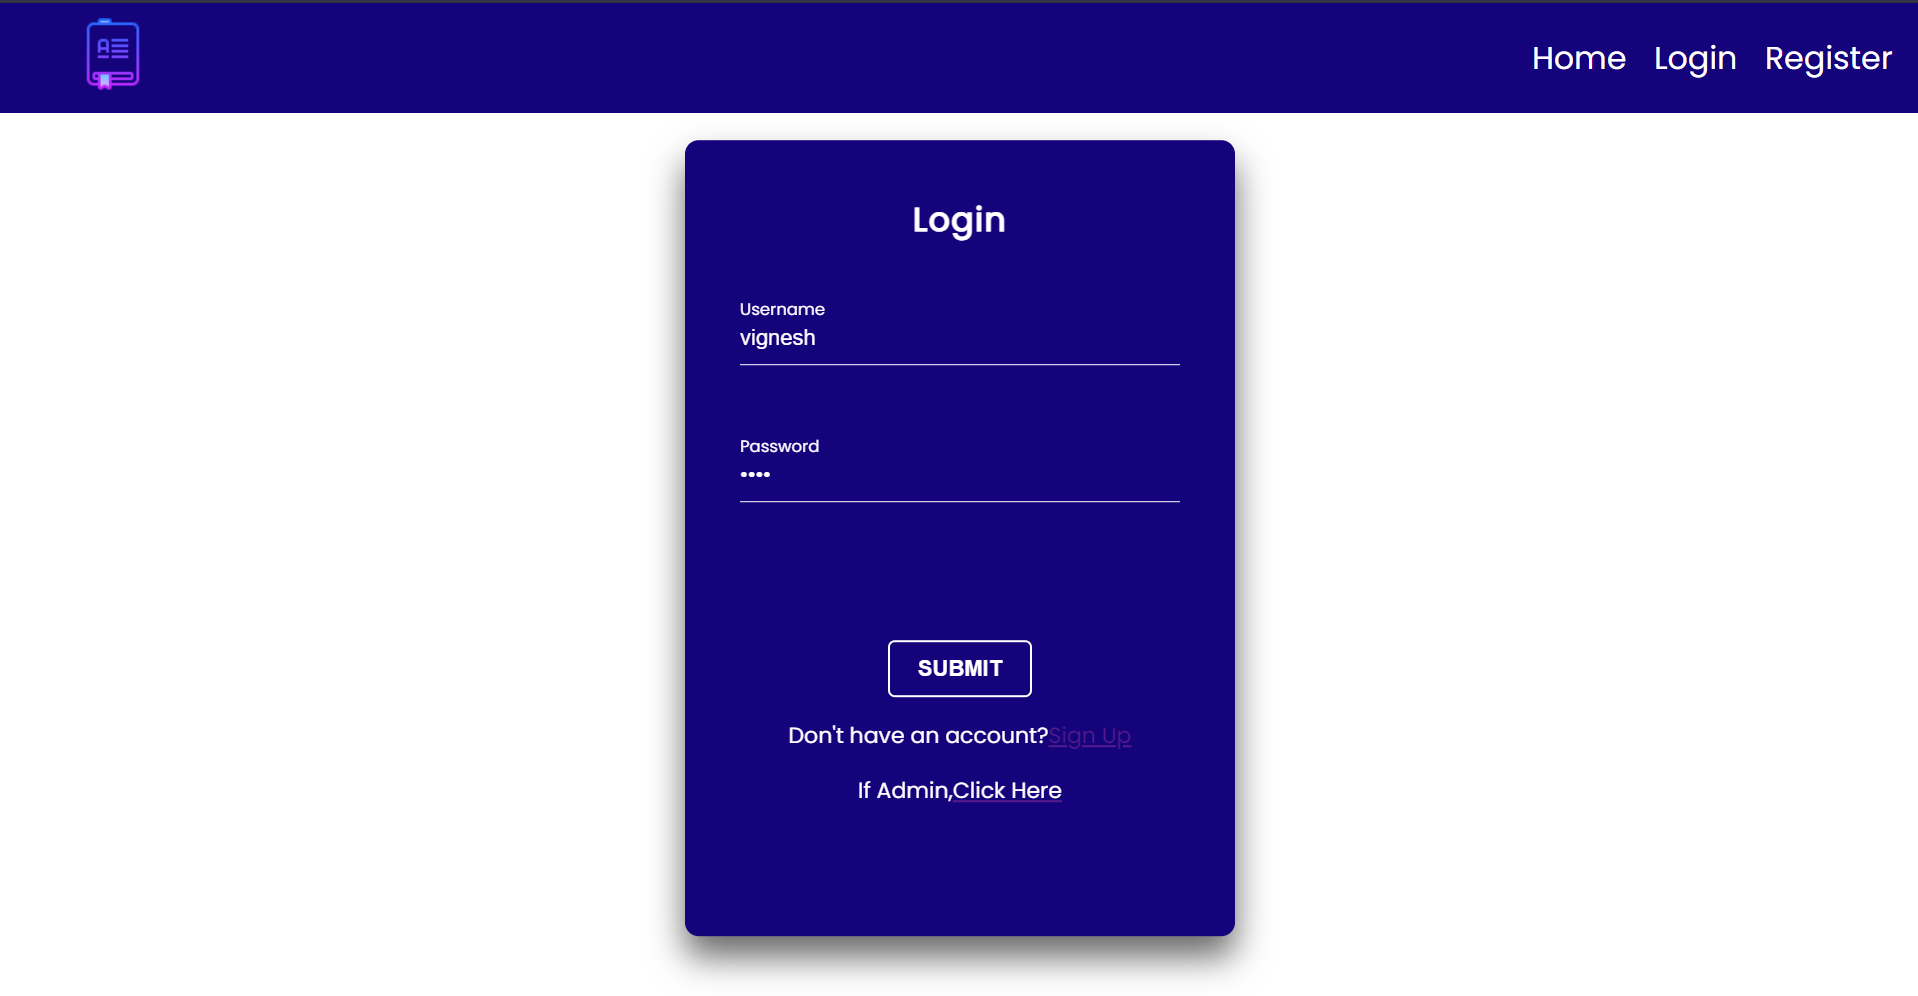 Home Login Register
Login
Username
vignesh
Password
••••
SUBMIT
Don't have an account?Sign Up
If Admin,Click Here